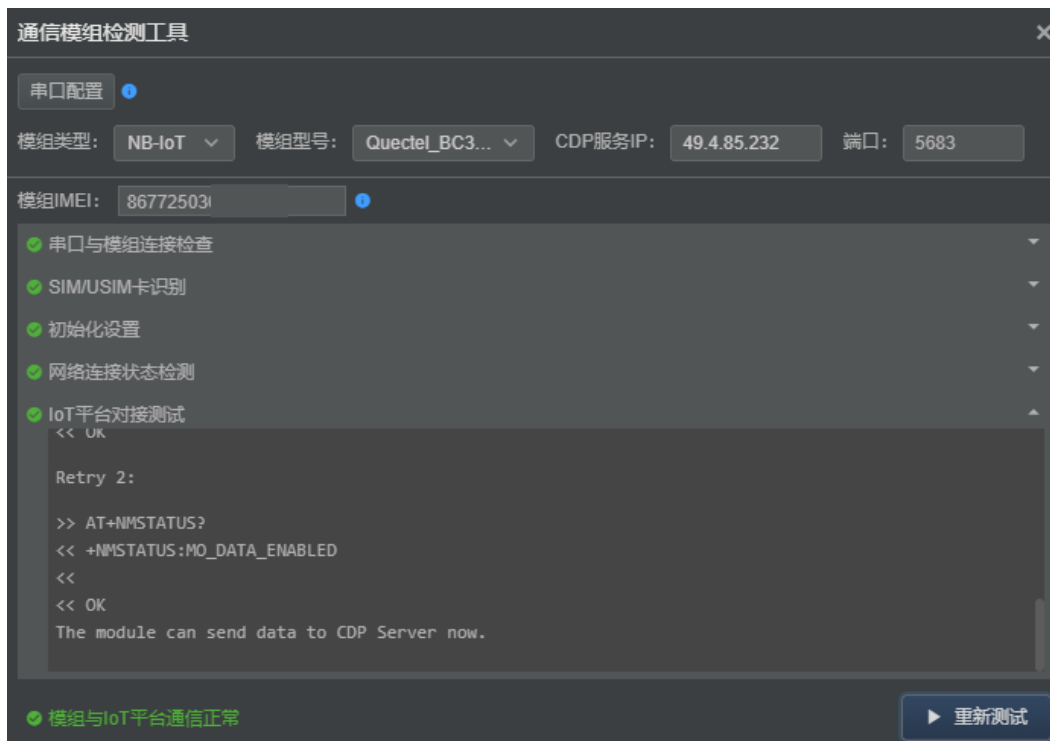 通信模组检测工具
串口配置
模组类型： NB-IoT 模组型号： Quectel_BC3... CDP服务IP： 49.4.85.232 端口： 5683
模组IMEI： 86772503
串口与模组连接检查
SIM/USIM卡识别
初始化设置
网络连接状态检测
IoT平台对接测试
<< OK
Retry 2:
>> AT+NMSTATUS?
<< +NMSTATUS:MO_DATA_ENABLED
<<
<< OK
The module can send data to CDP Server now.
模组与IoT平台通信正常
重新测试